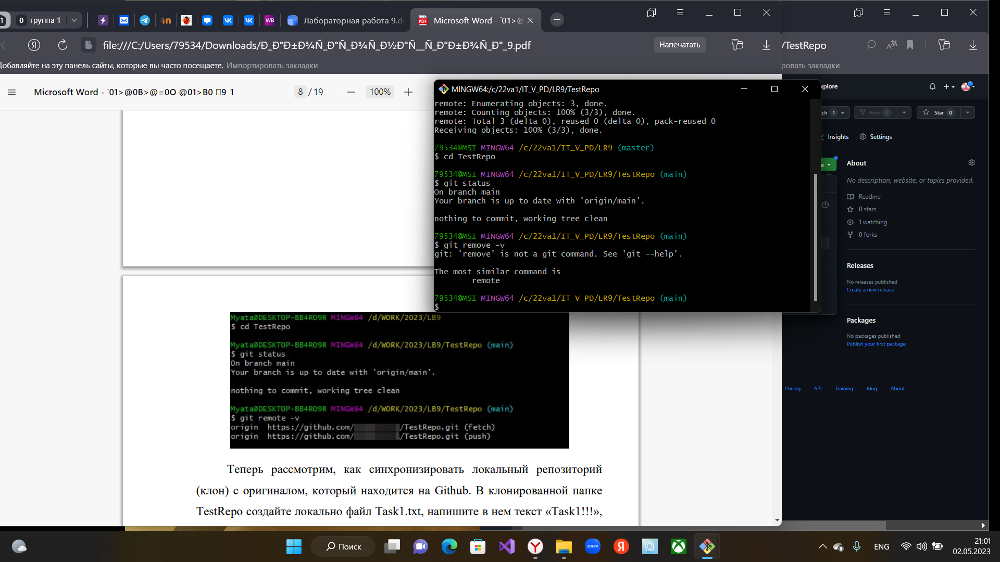 1
0 группа 1
Лабораторная работа 9.do
Microsoft Word - '01>@
file:///C:/Users/79534/Downloads/Ð_Ð°Ð±Ð¾Ñ_Ð°Ñ_Ð¾Ñ_Ð½Ð°Ñ__Ñ_Ð°Ð±Ð¾Ñ_Ð°_9.pdf
Напечатать
/TestRepo
Добавляйте на эту панель сайты, которые вы часто посещаете. Импортировать закладки
ровать закладки
Microsoft Word - '01>@0B>@=0O @01>B0 9_1
8 / 19
100%
MINGW64:/c/22va1/IT_V_PD/LR9/TestRepo
remote: Enumerating objects: 3, done.
remote: Counting objects: 100% (3/3), done.
remote: Total 3 (delta 0), reused 0 (delta 0), pack-reused 0
Receiving objects: 100% (3/3), done.
79534@MSI MINGW64 /c/22va1/IT_V_PD/LR9 (master)
$ cd TestRepo
79534@MSI MINGW64 /c/22va1/IT_V_PD/LR9/TestRepo (main)
$ git status
On branch main
Your branch is up to date with 'origin/main'.
nothing to commit, working tree clean
79534@MSI MINGW64 /c/22va1/IT_V_PD/LR9/TestRepo (main)
$ git remove -v
git: 'remove' is not a git command. See 'git --help'.
The most similar command is
remote
79534@MSI MINGW64 /c/22va1/IT_V_PD/LR9/TestRepo (main)
$
xplore
tch 1
Fork 0
Star 0
Insights
Settings
e
About
No description, website, or topics provided.
Readme
0 stars
1 watching
0 forks
Releases
No releases published
Create a new release
Packages
No packages published
Publish your first package
Pricing API Training Blog About
Myata@DESKTOP-BB4RO9R MINGW64 /d/WORK/2023/LB9
$ cd TestRepo
Myata@DESKTOP-BB4RO9R MINGW64 /d/WORK/2023/LB9/TestRepo (main)
$ git status
On branch main
Your branch is up to date with 'origin/main'.
nothing to commit, working tree clean
Myata@DESKTOP-BB4RO9R MINGW64 /d/WORK/2023/LB9/TestRepo (main)
$ git remote -v
origin https://github.com/ /TestRepo.git (fetch)
origin https://github.com/ /TestRepo.git (push)
Теперь рассмотрим, как синхронизировать локальный репозиторий
(клон) с оригиналом, который находится на Github. В клонированной папке
TestRepo создайте локально файл Task1.txt, напишите в нем текст «Task1!!!»,
Поиск
zoom
ENG
21:01
02.05.2023